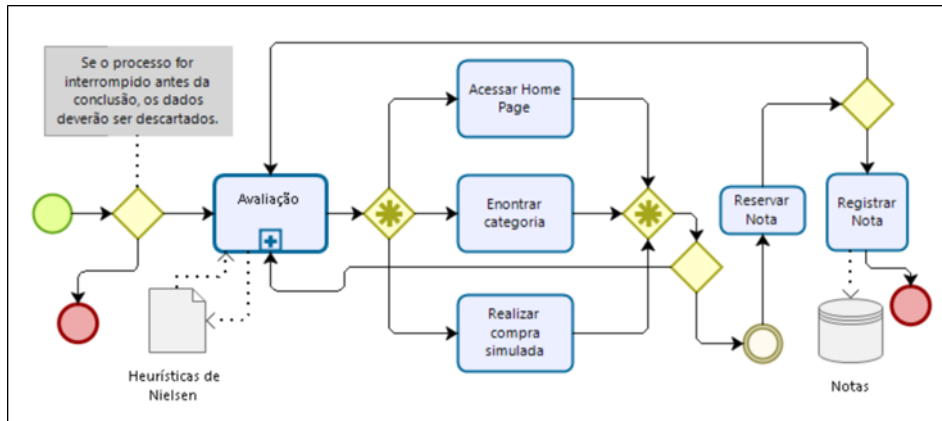 Se o processo for
interrompido antes da
conclusão, os dados
deverão ser descartados.
Acessar Home
Page
Avaliação
Enontrar
categoria
Reservar
Nota
Registrar
Nota
Realizar
compra
simulada
Heurísticas de
Nielsen
Notas